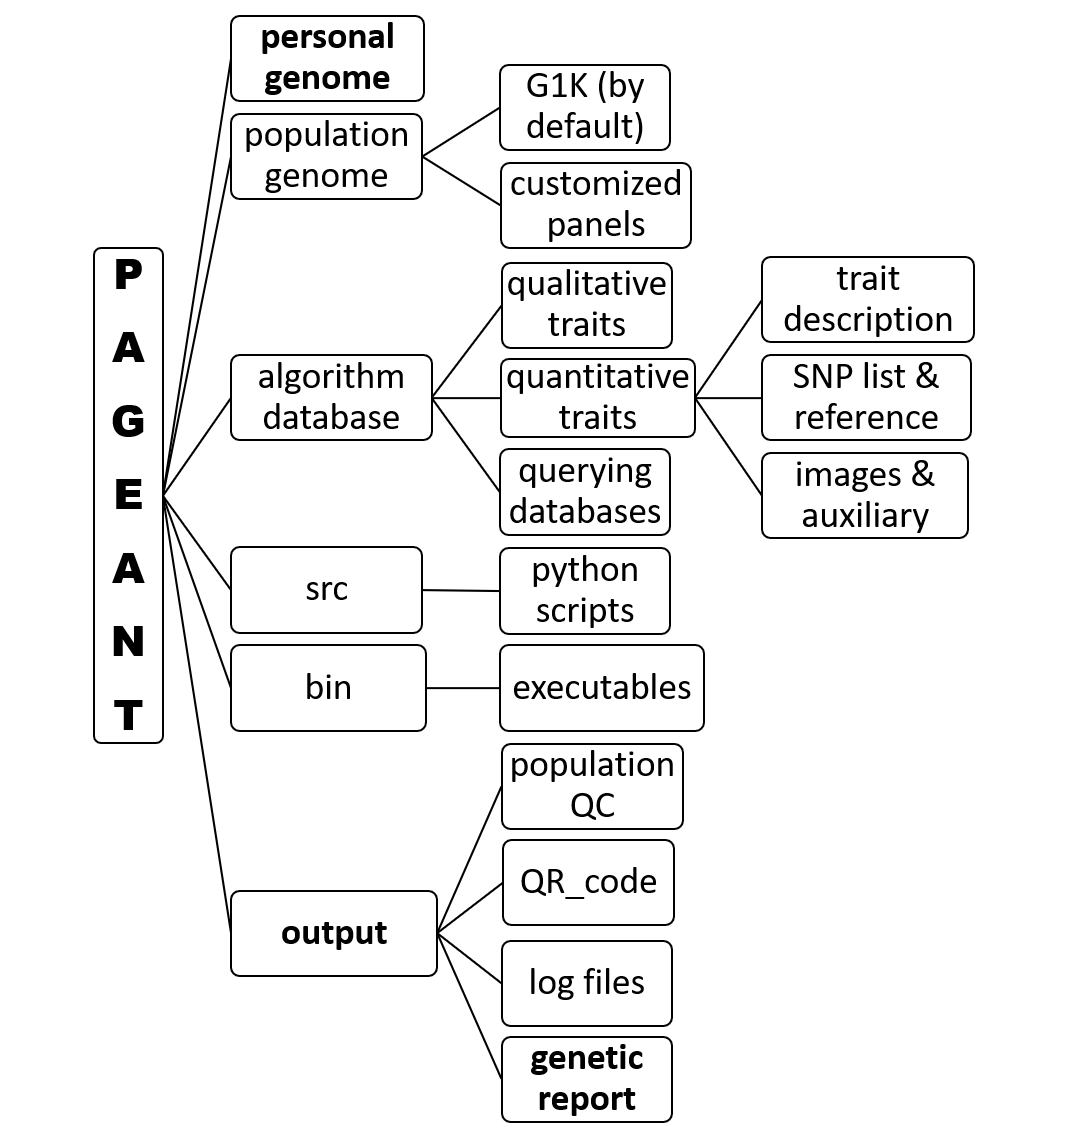 P
A
G
E
A
N
T
personal
genome
population
genome
G1K (by
default)
customized
panels
algorithm
database
qualitative
traits
quantitative
traits
querying
databases
trait
description
SNP list &
reference
images &
auxiliary
src
python
scripts
bin
executables
output
population
QC
QR_code
log files
genetic
report